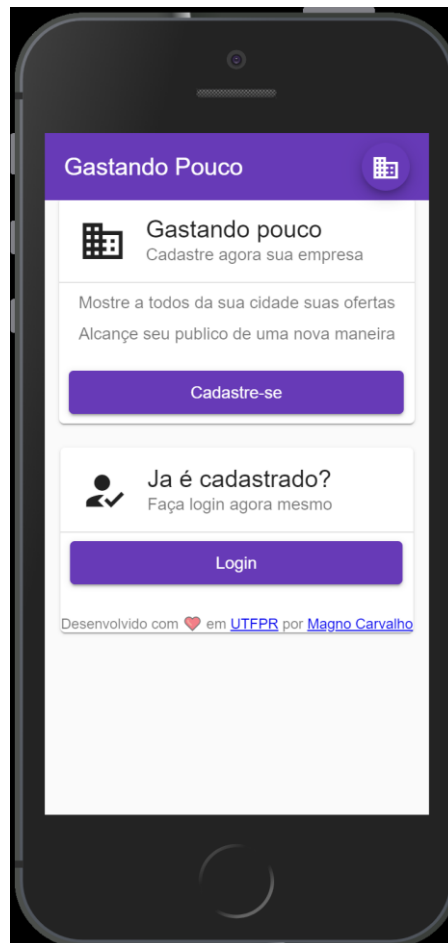 Gastando Pouco
Gastando pouco
Cadastre agora sua empresa
Mostre a todos da sua cidade suas ofertas
Alcançe seu publico de uma nova maneira
Cadastre-se
Ja é cadastrado?
Faça login agora mesmo
Login
Desenvolvido com ❤ em UTFPR por Magno Carvalho